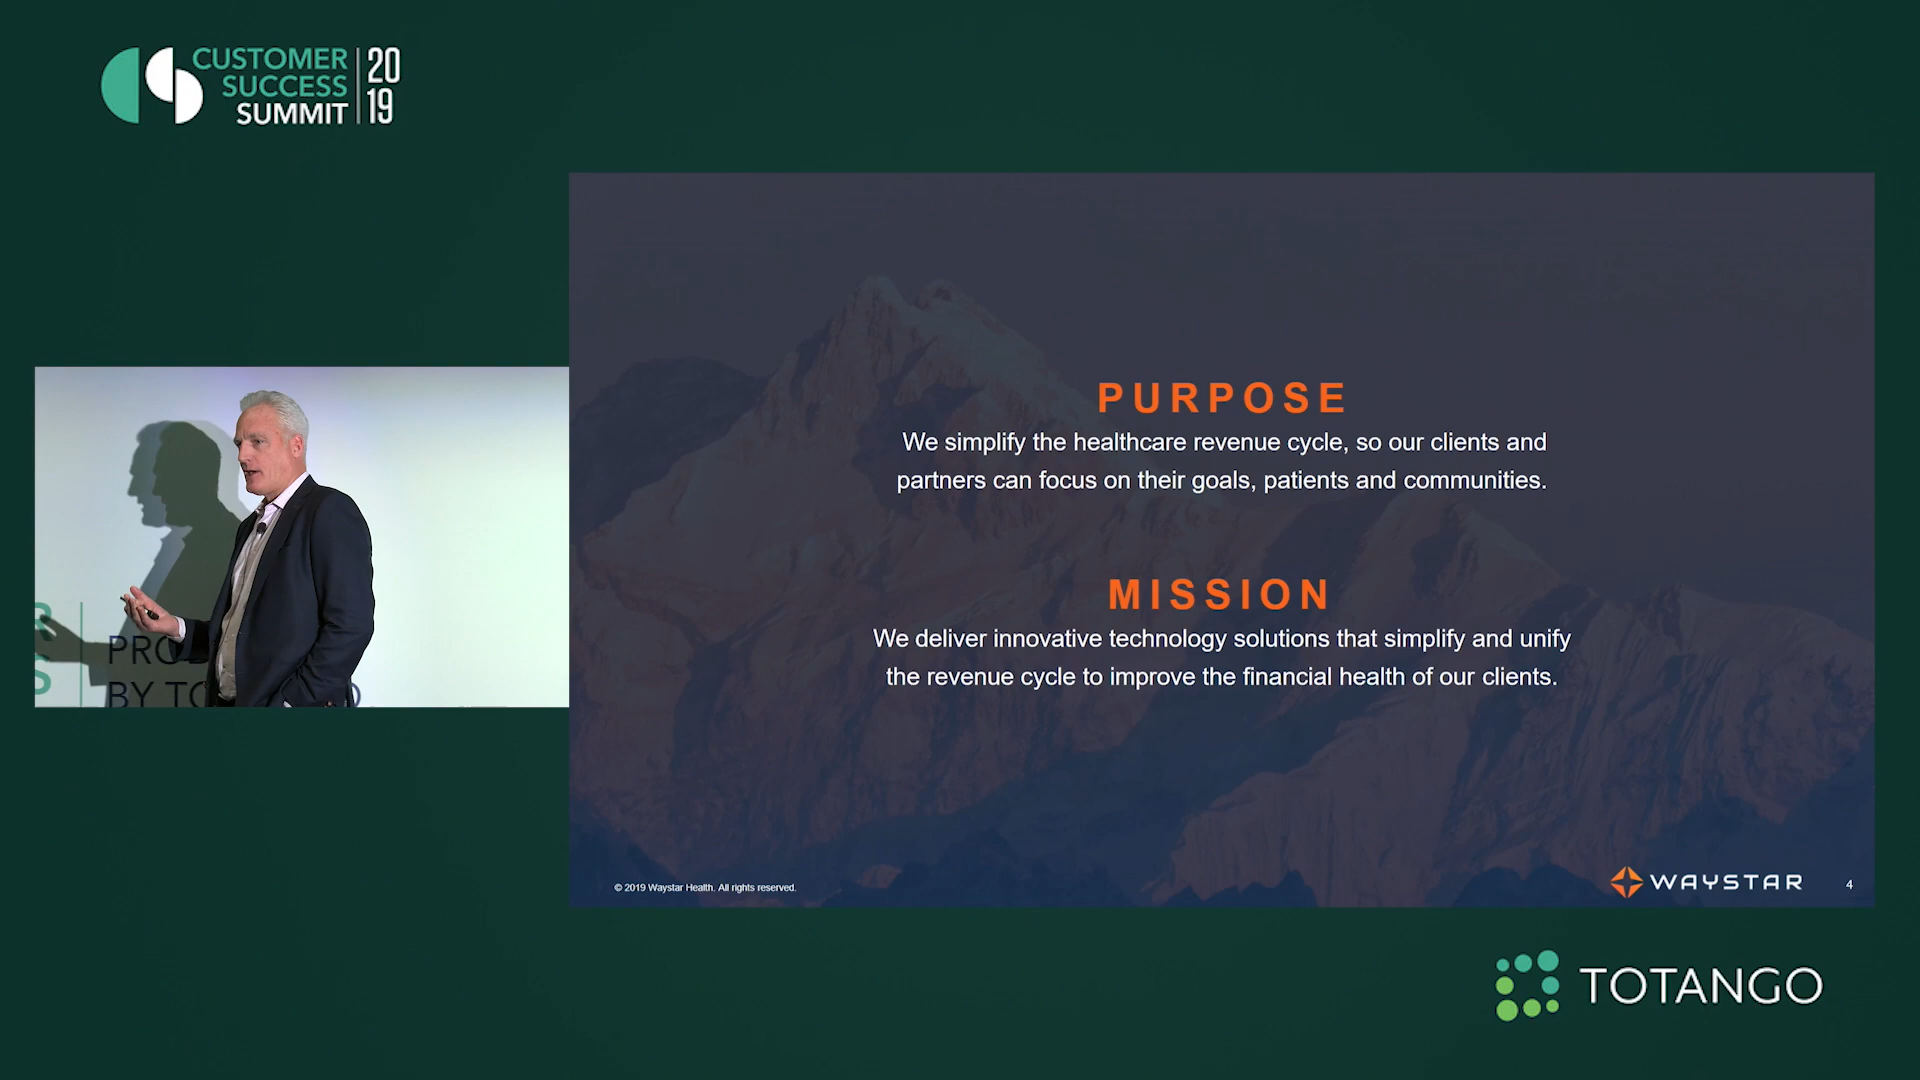 CUSTOMER
SUCCESS
SUMMIT
20
19
PURPOSE
We simplify the healthcare revenue cycle, so our clients and
partners can focus on their goals, patients and communities.
MISSION
We deliver innovative technology solutions that simplify and unify
the revenue cycle to improve the financial health of our clients.
© 2019 Waystar Health. All rights reserved.
WAYSTAR
4
BY
TOTANGO